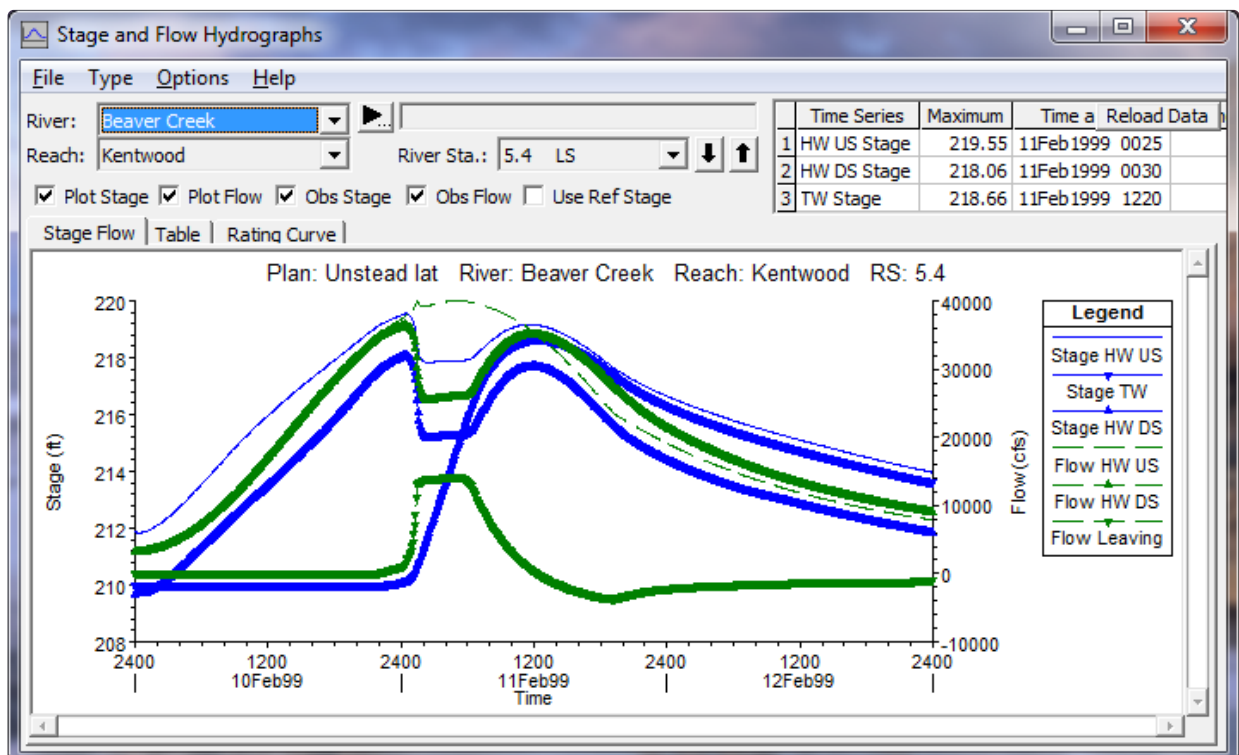 Stage and Flow Hydrographs
File Type Options Help
River: Beaver Creek
Reach: Kentwood River Sta.: 5.4 LS
Plot Stage Plot Flow Obs Stage Obs Flow Use Ref Stage
Time Series Maximum Time a Reload Data
1 HW US Stage 219.55 11Feb1999 0025
2 HW DS Stage 218.06 11Feb1999 0030
3 TW Stage 218.66 11Feb1999 1220
Stage Flow Table Rating Curve
Plan: Unstead lat River: Beaver Creek Reach: Kentwood RS: 5.4
220
218
216
214
212
210
208
Stage (ft)
40000
30000
20000
10000
0
-10000
Flow (cfs)
2400 1200 2400 1200 2400 1200 2400
10Feb99 11Feb99 12Feb99
Time
Legend
Stage HW US
Stage TW
Stage HW DS
Flow HW US
Flow HW DS
Flow Leaving